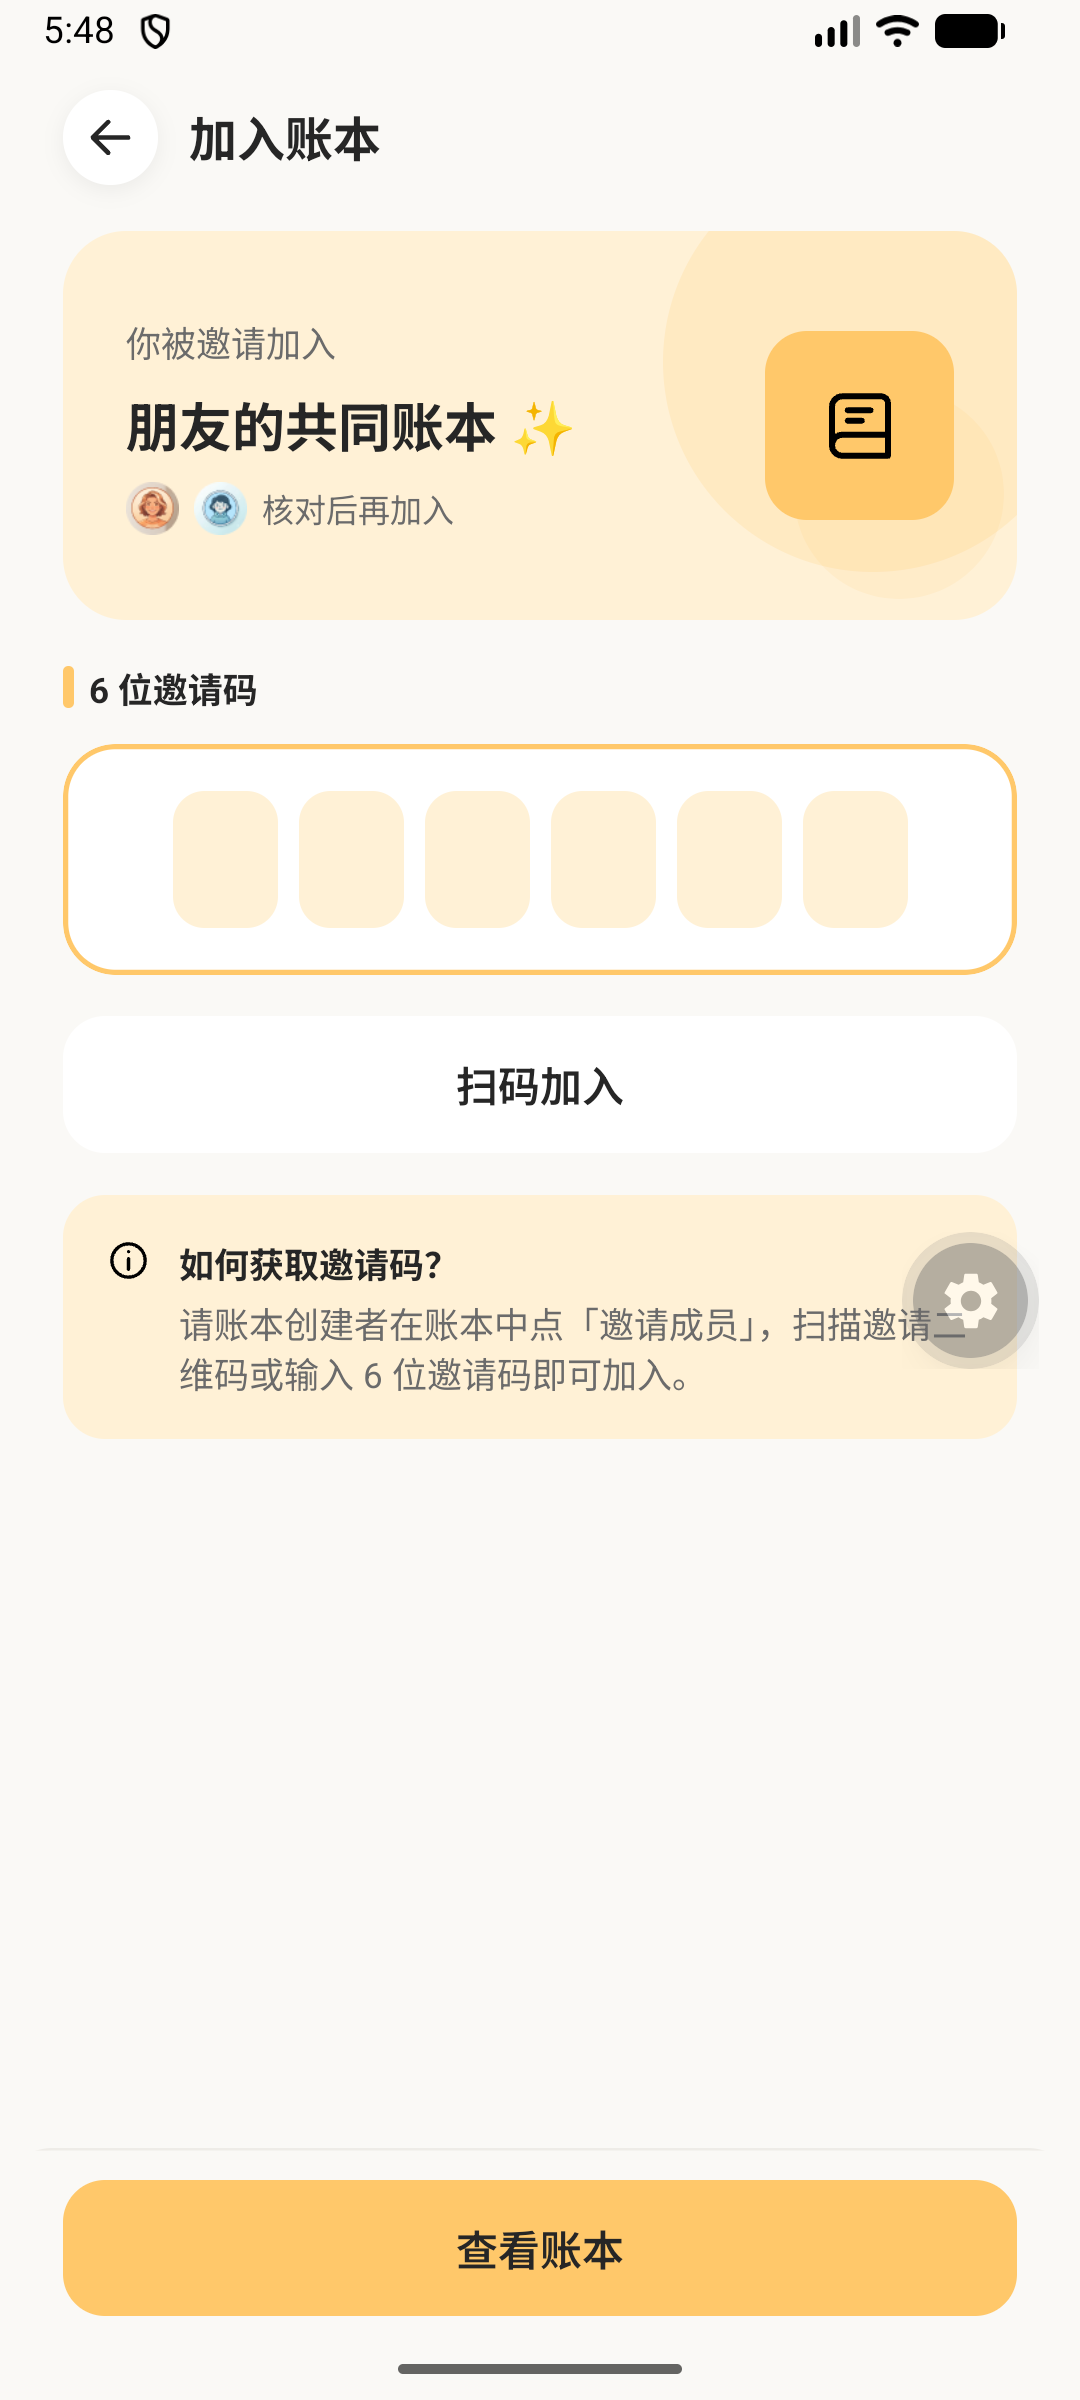 5:48
加入账本
你被邀请加入
朋友的共同账本 ✨
核对后再加入
6 位邀请码
扫码加入
如何获取邀请码？
请账本创建者在账本中点「邀请成员」，扫描邀请二
维码或输入 6 位邀请码即可加入。
查看账本